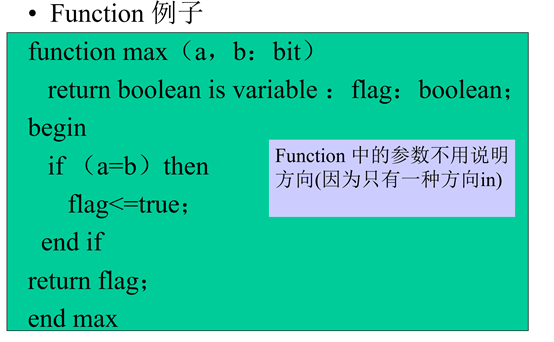 • Function 例子
function max（a，b：bit）
return boolean is variable ：flag：boolean；
begin
if （a=b）then
flag<=true；
end if
return flag；
end max
Function 中的参数不用说明
方向(因为只有一种方向in)